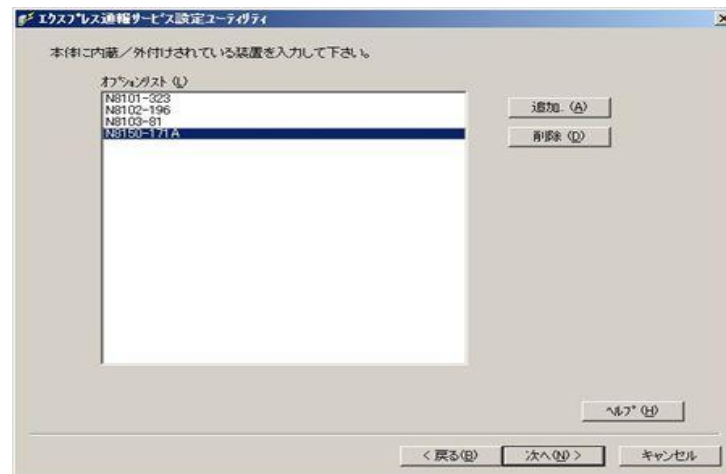 エクスプレス通報サービス設定ユーティリティ
本体に内蔵／外付けされている装置を入力して下さい。
オプションリスト (L)
N8101-323
N8102-196
N8103-81
N8150-171A
追加.. (A)
削除 (D)
ヘルプ (H)
< 戻る(B)
次へ(N) >
キャンセル